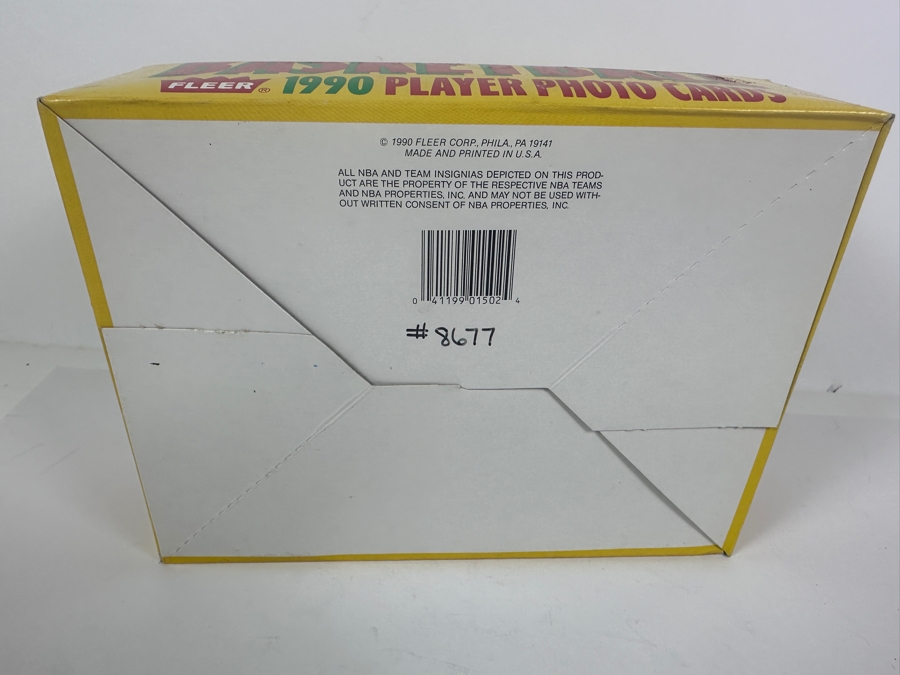 BASKETBALL
FLEER® 1990 PLAYER PHOTO CARDS
© 1990 FLEER CORP., PHILA., PA 19141
MADE AND PRINTED IN U.S.A.
ALL NBA AND TEAM INSIGNIAS DEPICTED ON THIS PROD-
UCT ARE THE PROPERTY OF THE RESPECTIVE NBA TEAMS
AND NBA PROPERTIES, INC. AND MAY NOT BE USED WITH-
OUT WRITTEN CONSENT OF NBA PROPERTIES, INC.
0 41199 01502 4
#8677